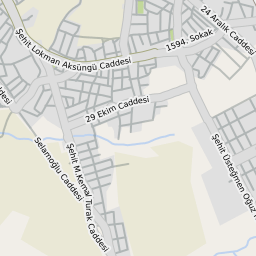 24 Aralık Caddesi
1594. Sokak
Şehit Lokman Aksüngü Caddesi
29 Ekim Caddesi
Şehit Üsteğmen Oğuz
Şehit M.Kemal Turak Caddesi
Selamoğlu Caddesi